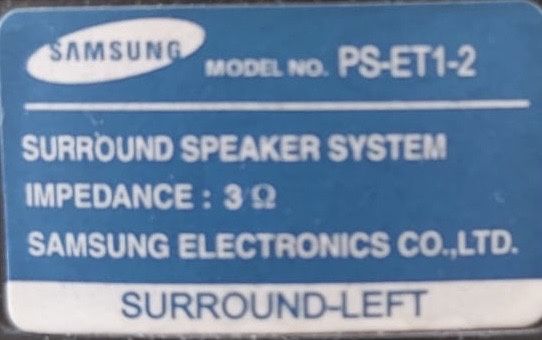 SAMSUNG MODEL NO. PS-ET1-2
SURROUND SPEAKER SYSTEM
IMPEDANCE : 3 Ω
SAMSUNG ELECTRONICS CO.,LTD.
SURROUND-LEFT